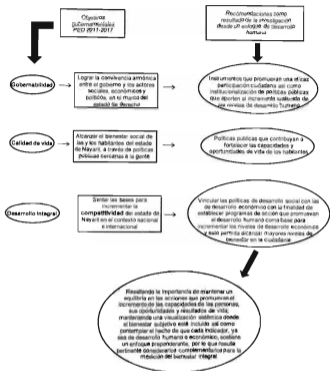 Objetivos
gubernamentales
PED 2011-2017
Recomendaciones como
resultado de la investigación
desde un enfoque de desarrollo
humano
Gobernabilidad
Lograr la convivencia armónica
entre el gobierno y los actores
sociales, económicos y
políticos, en el marco del
estado de derecho
Instrumentos que promuevan una eficaz
participación ciudadana así como
institucionalización de políticas públicas
que aporten al incremento sustancial de
los niveles de desarrollo humano
Calidad de vida
Alcanzar el bienestar social de
las y los habitantes del estado
de Nayarit, a través de políticas
públicas cercanas a la gente
Políticas públicas que contribuyan a
fortalecer las capacidades y
oportunidades de vida de los habitantes
Desarrollo Integral
Sentar las bases para
incrementar la
competitividad del estado de
Nayarit en el contexto nacional
e internacional
Vincular las políticas de desarrollo social con las
de desarrollo económico con la finalidad de
establecer programas de acción que promuevan
el desarrollo humano como base para
incrementar los niveles de desarrollo económico
y esto permita alcanzar mayores niveles de
bienestar en la ciudadanía
Resaltando la importancia de mantener un
equilibrio en las acciones que promuevan el
incremento de las capacidades de las personas,
sus oportunidades y resultados de vida;
manteniendo una visualización sistémica donde
el bienestar subjetivo esté incluido así como
contemplar el hecho de que cada indicador, ya
sea de desarrollo humano o económico, sostiene
un enfoque preponderante, por lo que resulta
pertinente considerarlos complementarios para la
medición del bienestar integral